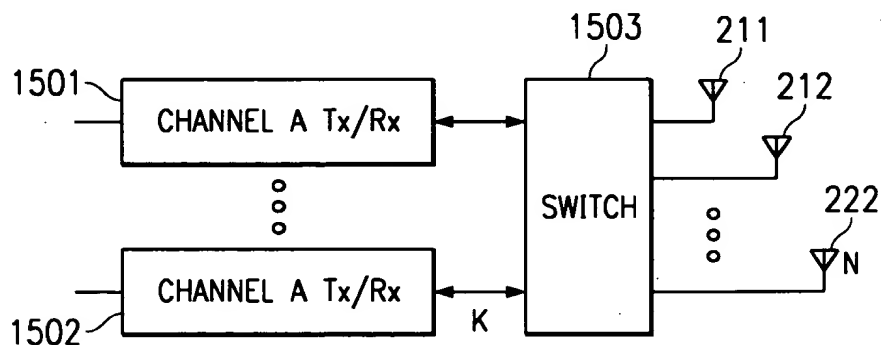 1503
211
1501
212
CHANNEL A Tx/Rx
SWITCH
222
N
CHANNEL A Tx/Rx
K
1502